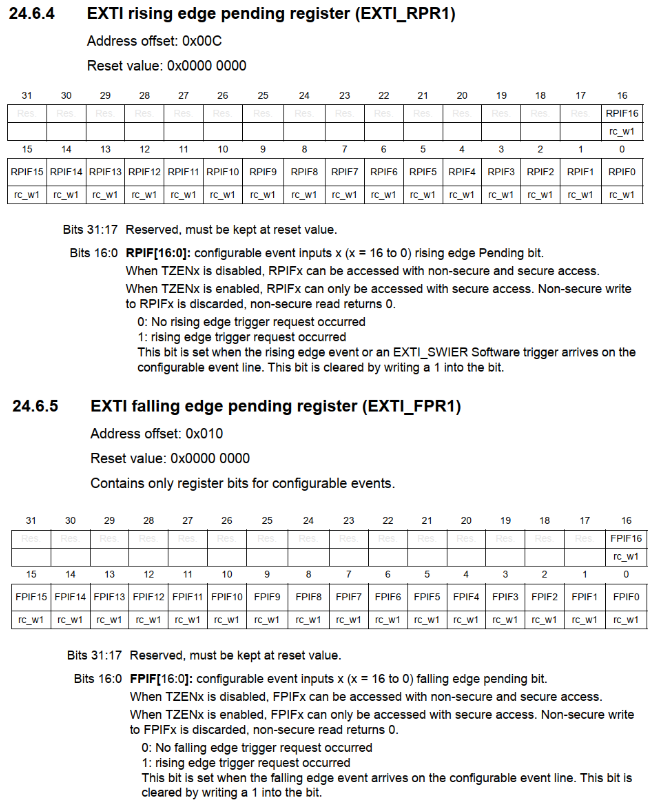 24.6.4 EXTI rising edge pending register (EXTI_RPR1)
Address offset: 0x00C
Reset value: 0x0000 0000
31 30 29 28 27 26 25 24 23 22 21 20 19 18 17 16
Res. Res. Res. Res. Res. Res. Res. Res. Res. Res. Res. Res. Res. Res. Res. RPIF16
rc_w1
15 14 13 12 11 10 9 8 7 6 5 4 3 2 1 0
RPIF15 RPIF14 RPIF13 RPIF12 RPIF11 RPIF10 RPIF9 RPIF8 RPIF7 RPIF6 RPIF5 RPIF4 RPIF3 RPIF2 RPIF1 RPIF0
rc_w1 rc_w1 rc_w1 rc_w1 rc_w1 rc_w1 rc_w1 rc_w1 rc_w1 rc_w1 rc_w1 rc_w1 rc_w1 rc_w1 rc_w1 rc_w1
Bits 31:17 Reserved, must be kept at reset value.
Bits 16:0 RPIF[16:0]: configurable event inputs x (x = 16 to 0) rising edge Pending bit.
When TZENx is disabled, RPIFx can be accessed with non-secure and secure access.
When TZENx is enabled, RPIFx can only be accessed with secure access. Non-secure write
to RPIFx is discarded, non-secure read returns 0.
0: No rising edge trigger request occurred
1: rising edge trigger request occurred
This bit is set when the rising edge event or an EXTI_SWIER Software trigger arrives on the
configurable event line. This bit is cleared by writing a 1 into the bit.
24.6.5 EXTI falling edge pending register (EXTI_FPR1)
Address offset: 0x010
Reset value: 0x0000 0000
Contains only register bits for configurable events.
31 30 29 28 27 26 25 24 23 22 21 20 19 18 17 16
Res. Res. Res. Res. Res. Res. Res. Res. Res. Res. Res. Res. Res. Res. Res. FPIF16
rc_w1
15 14 13 12 11 10 9 8 7 6 5 4 3 2 1 0
FPIF15 FPIF14 FPIF13 FPIF12 FPIF11 FPIF10 FPIF9 FPIF8 FPIF7 FPIF6 FPIF5 FPIF4 FPIF3 FPIF2 FPIF1 FPIF0
rc_w1 rc_w1 rc_w1 rc_w1 rc_w1 rc_w1 rc_w1 rc_w1 rc_w1 rc_w1 rc_w1 rc_w1 rc_w1 rc_w1 rc_w1 rc_w1
Bits 31:17 Reserved, must be kept at reset value.
Bits 16:0 FPIF[16:0]: configurable event inputs x (x = 16 to 0) falling edge pending bit.
When TZENx is disabled, FPIFx can be accessed with non-secure and secure access.
When TZENx is enabled, FPIFx can only be accessed with secure access. Non-secure write
to FPIFx is discarded, non-secure read returns 0.
0: No falling edge trigger request occurred
1: rising edge trigger request occurred
This bit is set when the falling edge event arrives on the configurable event line. This bit is
cleared by writing a 1 into the bit.